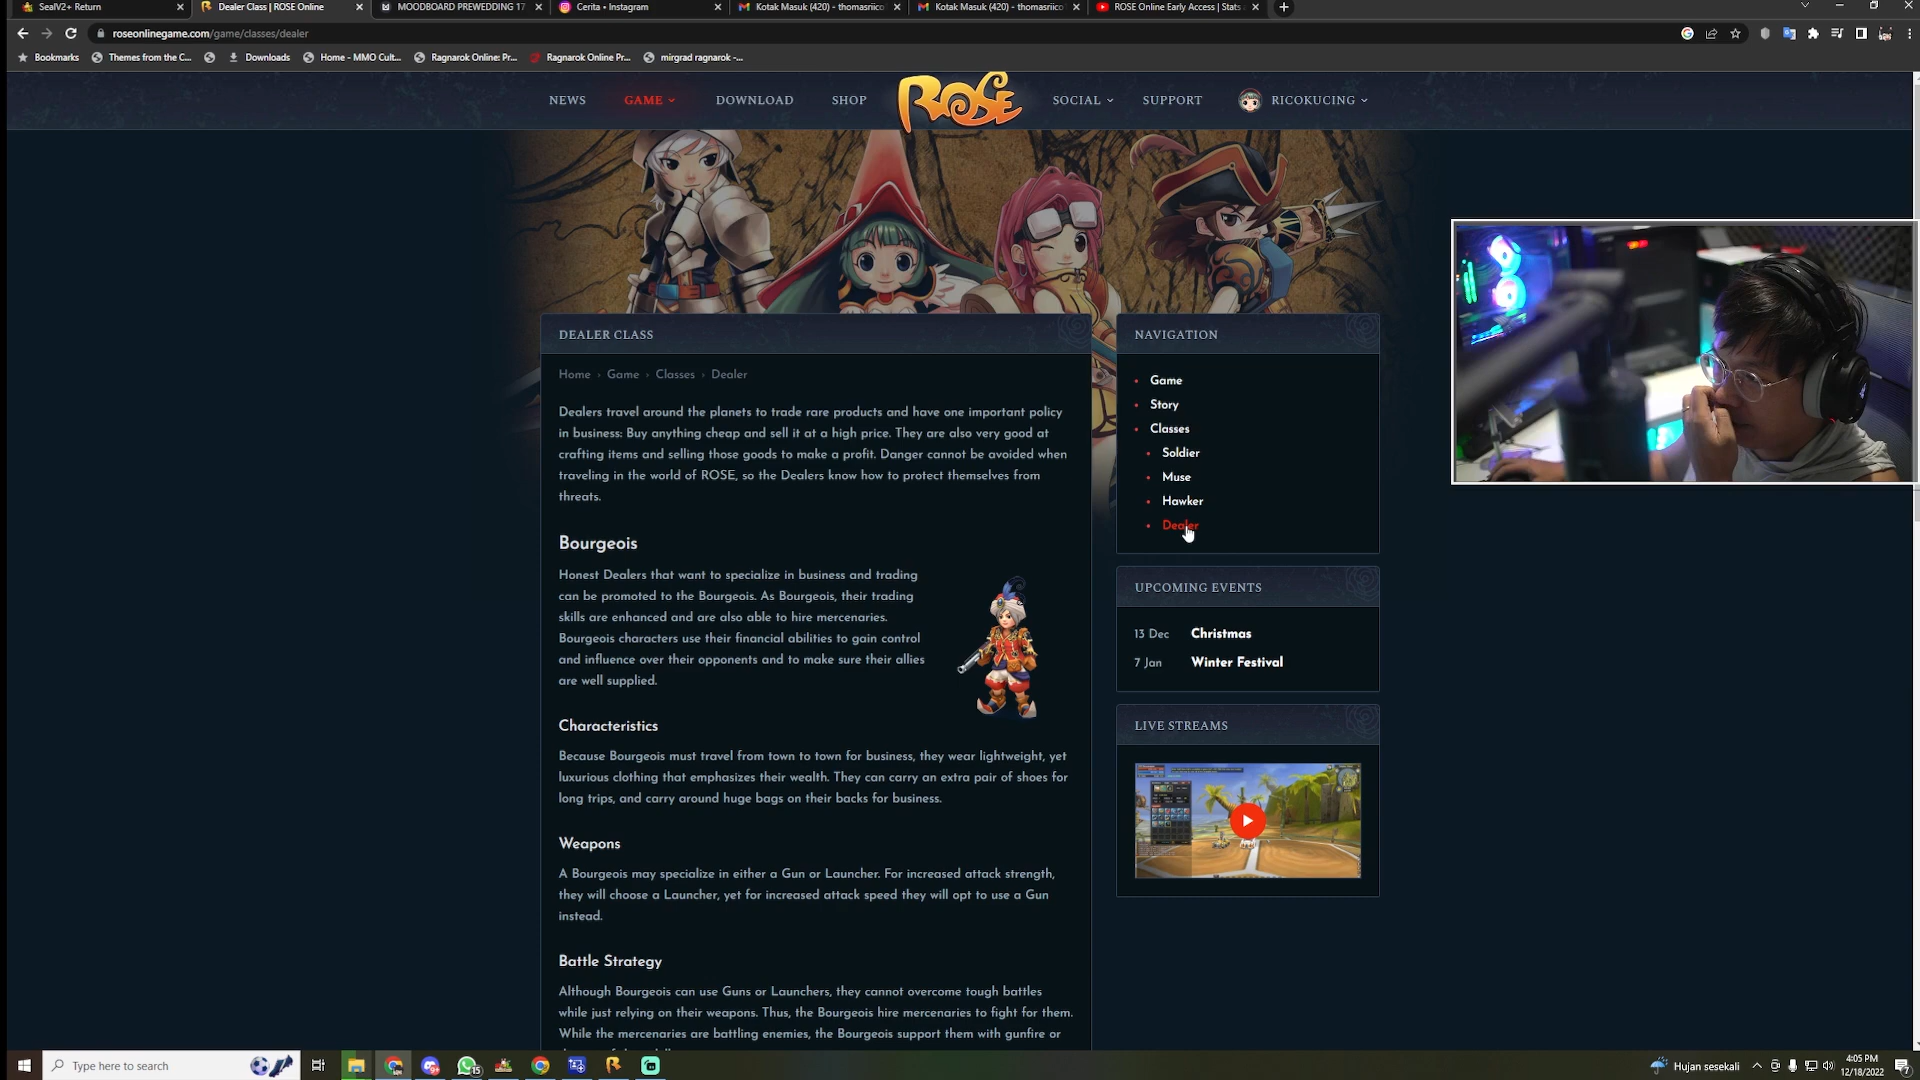 SealV2+ Return
Dealer Class | ROSE Online
MOODBOARD PREWEDDING 17
Cerita • Instagram
Kotak Masuk (420) - thomasriico
Kotak Masuk (420) - thomasriico
ROSE Online Early Access | Stats
roseonlinegame.com/game/classes/dealer
Bookmarks
Themes from the C...
Downloads
Home - MMO Cult...
Ragnarok Online: Pr...
Ragnarok Online Pr...
mirgrad ragnarok -...
NEWS
GAME
DOWNLOAD
SHOP
ROSE
SOCIAL
SUPPORT
RICOKUCING
DEALER CLASS
Home › Game › Classes › Dealer
Dealers travel around the planets to trade rare products and have one important policy
in business: Buy anything cheap and sell it at a high price. They are also very good at
crafting items and selling those goods to make a profit. Danger cannot be avoided when
traveling in the world of ROSE, so the Dealers know how to protect themselves from
threats.
Bourgeois
Honest Dealers that want to specialize in business and trading
can be promoted to the Bourgeois. As Bourgeois, their trading
skills are enhanced and are also able to hire mercenaries.
Bourgeois characters use their financial abilities to gain control
and influence over their opponents and to make sure their allies
are well supplied.
Characteristics
Because Bourgeois must travel from town to town for business, they wear lightweight, yet
luxurious clothing that emphasizes their wealth. They can carry an extra pair of shoes for
long trips, and carry around huge bags on their backs for business.
Weapons
A Bourgeois may specialize in either a Gun or Launcher. For increased attack strength,
they will choose a Launcher, yet for increased attack speed they will opt to use a Gun
instead.
Battle Strategy
Although Bourgeois can use Guns or Launchers, they cannot overcome tough battles
while just relying on their weapons. Thus, the Bourgeois hire mercenaries to fight for them.
While the mercenaries are battling enemies, the Bourgeois support them with gunfire or
NAVIGATION
Game
Story
Classes
Soldier
Muse
Hawker
Dealer
UPCOMING EVENTS
13 Dec Christmas
7 Jan Winter Festival
LIVE STREAMS
Type here to search
15
Hujan sesekali
4:05 PM
12/18/2022
7